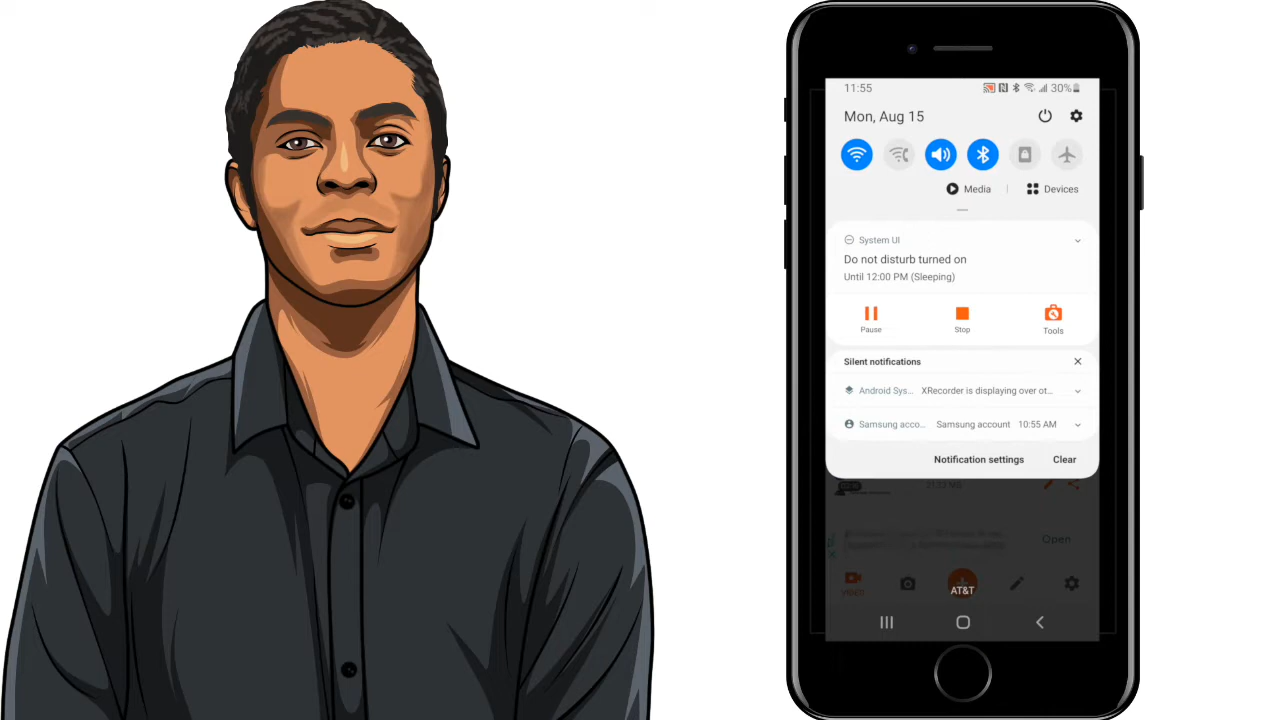 11:55 30%
Mon, Aug 15
Media Devices
System UI
Do not disturb turned on
Until 12:00 PM (Sleeping)
Pause Stop Tools
Silent notifications
Android Sys... XRecorder is displaying over ot...
Samsung acco... Samsung account 10:55 AM
Notification settings Clear
Open
VIDEO AT&T